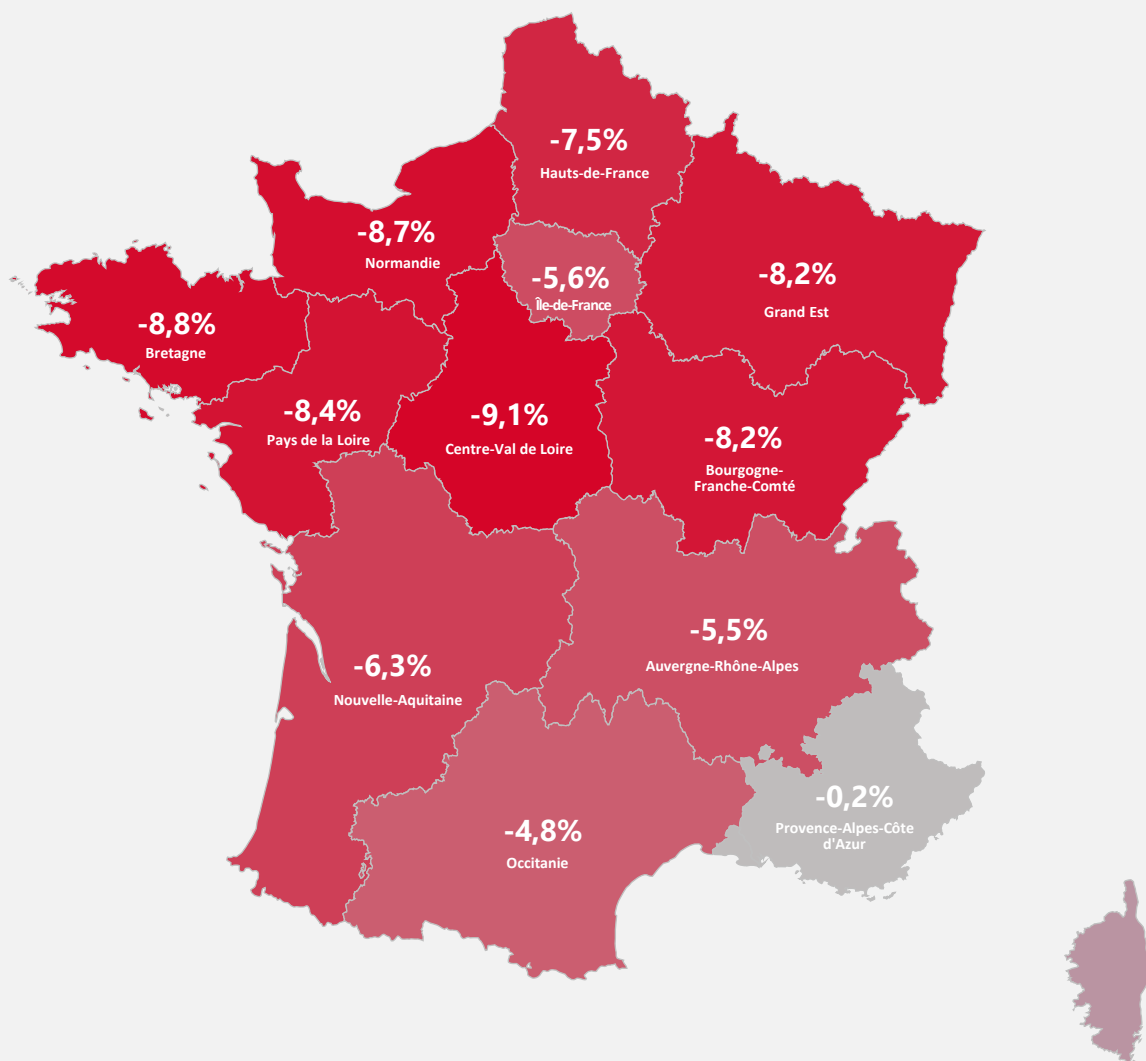 -7,5%
Hauts-de-France
-8,7%
Normandie
-5,6%
Île-de-France
-8,2%
Grand Est
-8,8%
Bretagne
-8,4%
Pays de la Loire
-9,1%
Centre-Val de Loire
-8,2%
Bourgogne-
Franche-Comté
-5,5%
Auvergne-Rhône-Alpes
-6,3%
Nouvelle-Aquitaine
-0,2%
Provence-Alpes-Côte
d'Azur
-4,8%
Occitanie